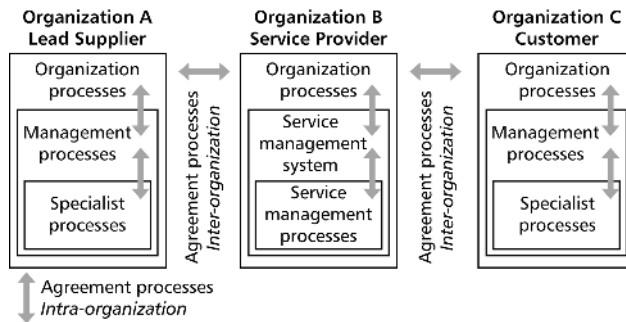 Organization A
Lead Supplier
Organization B
Service Provider
Organization C
Customer
Organization
processes
Management
processes
Specialist
processes
Agreement processes
Inter-organization
Organization
processes
Service
management
system
Service
management
processes
Agreement processes
Inter-organization
Organization
processes
Management
processes
Specialist
processes
Agreement processes
Intra-organization